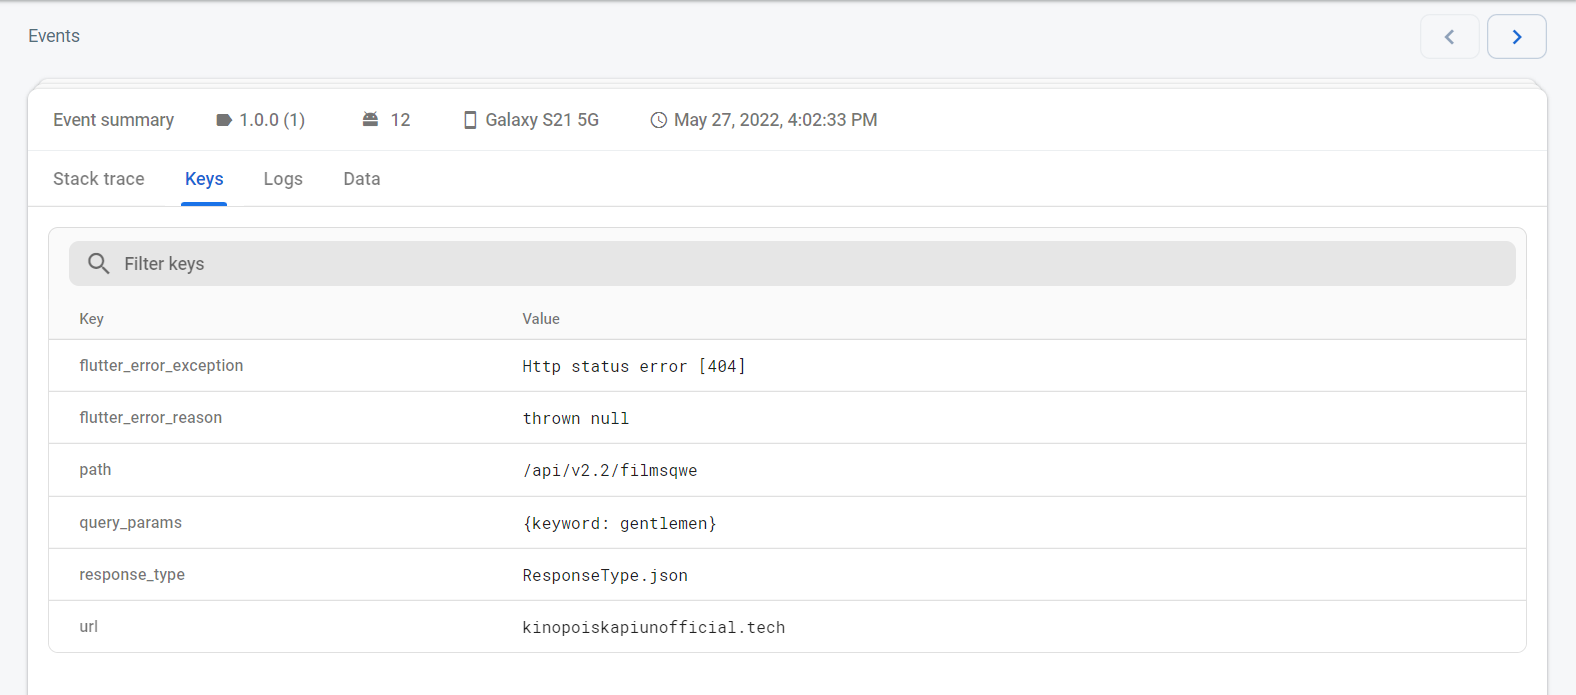 Events
Event summary 1.0.0 (1) 12 Galaxy S21 5G May 27, 2022, 4:02:33 PM
Stack trace Keys Logs Data
Filter keys
Key Value
flutter_error_exception Http status error [404]
flutter_error_reason thrown null
path /api/v2.2/filmsqwe
query_params {keyword: gentlemen}
response_type ResponseType.json
url kinopoiskapiunofficial.tech